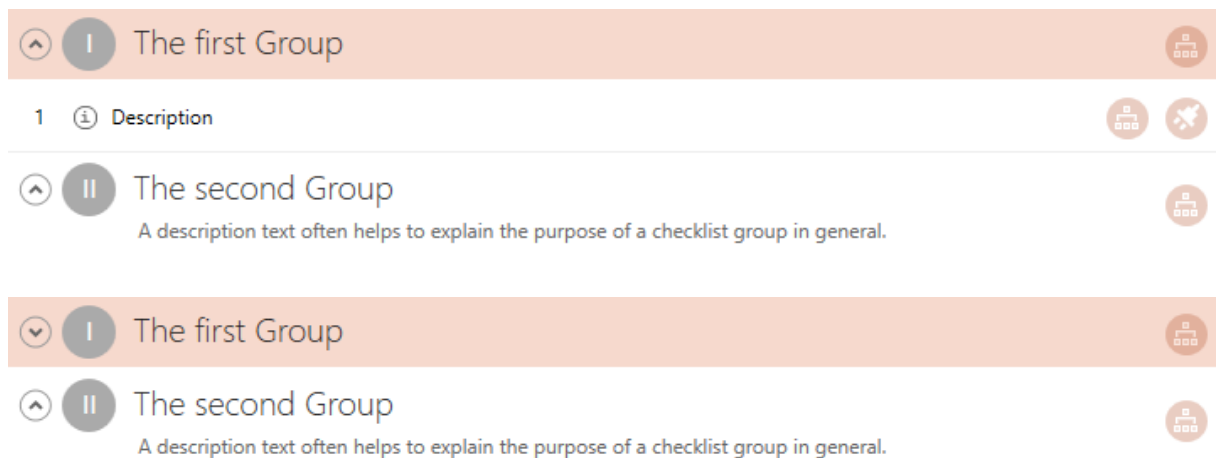 I The first Group
1 i Description
II The second Group
A description text often helps to explain the purpose of a checklist group in general.
I The first Group
II The second Group
A description text often helps to explain the purpose of a checklist group in general.